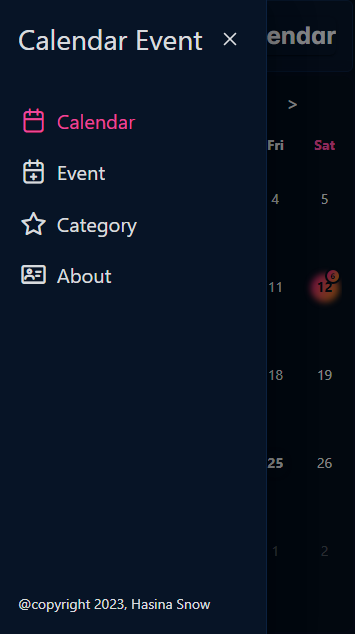 Calendar Event
endar
>
Calendar
Fri Sat
Event
4 5
Category
About
11 12 6
18 19
25 26
1 2
@copyright 2023, Hasina Snow